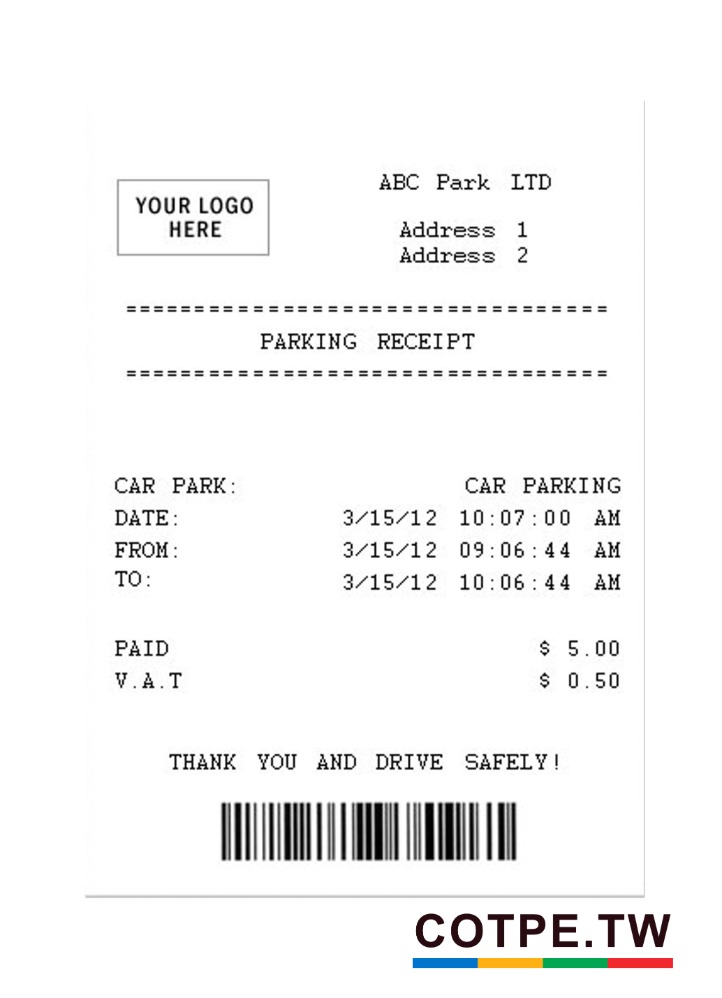 YOUR LOGO
HERE
ABC Park LTD
Address 1
Address 2
==================================
PARKING RECEIPT
==================================
CAR PARK: CAR PARKING
DATE: 3/15/12 10:07:00 AM
FROM: 3/15/12 09:06:44 AM
TO: 3/15/12 10:06:44 AM
PAID $ 5.00
V.A.T $ 0.50
THANK YOU AND DRIVE SAFELY!
COTPE.TW